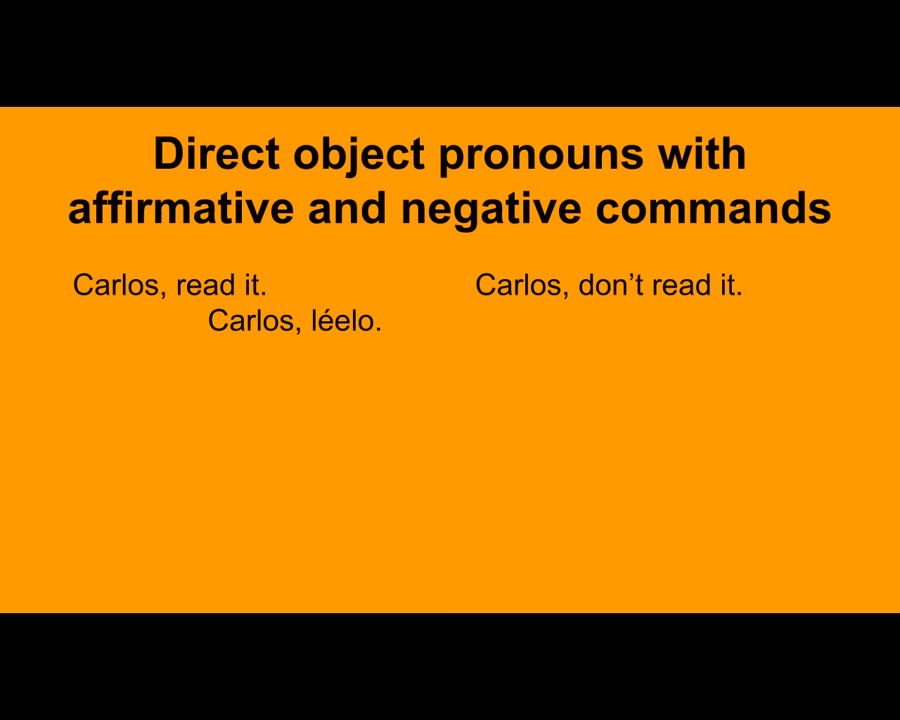 Direct object pronouns with
affirmative and negative commands
Carlos, read it.
Carlos, léelo.
Carlos, don’t read it.